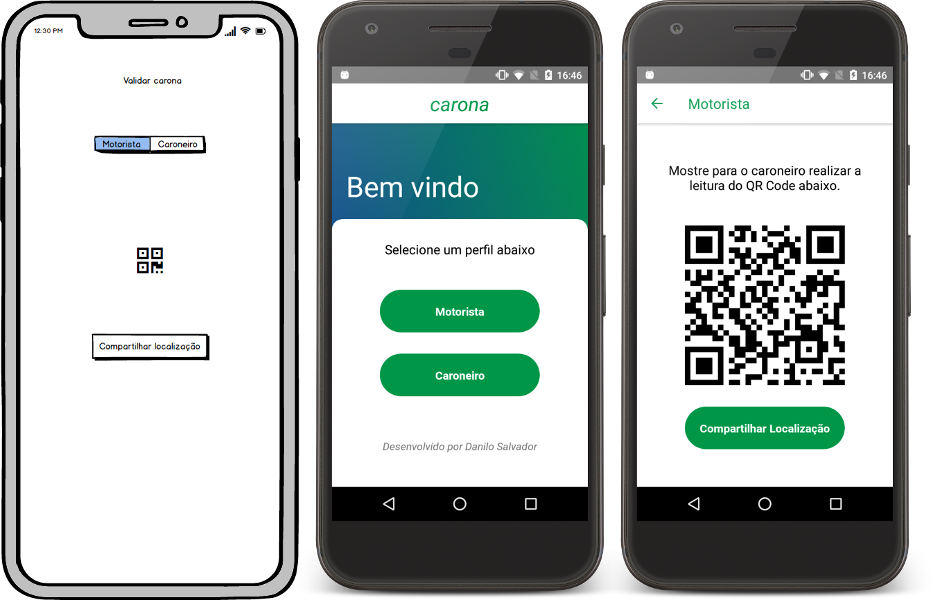 12:30 PM
Validar carona
Motorista
Caroneiro
Compartilhar localização
16:46
carona
Bem vindo
Selecione um perfil abaixo
Motorista
Caroneiro
Desenvolvido por Danilo Salvador
16:46
Motorista
Mostre para o caroneiro realizar a
leitura do QR Code abaixo.
Compartilhar Localização